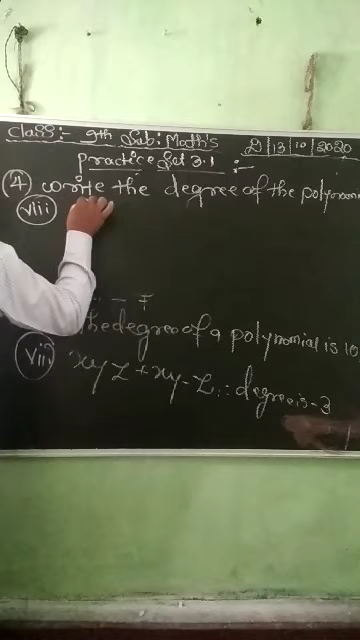 Class:- 9th Sub: Math's D|13|10|2020
Practice Set 3.1 :-
(4) write the degree of the polynom
viii
the degree of a polynomial is 10
vii xyz + xy - z ∴ degree is - 3